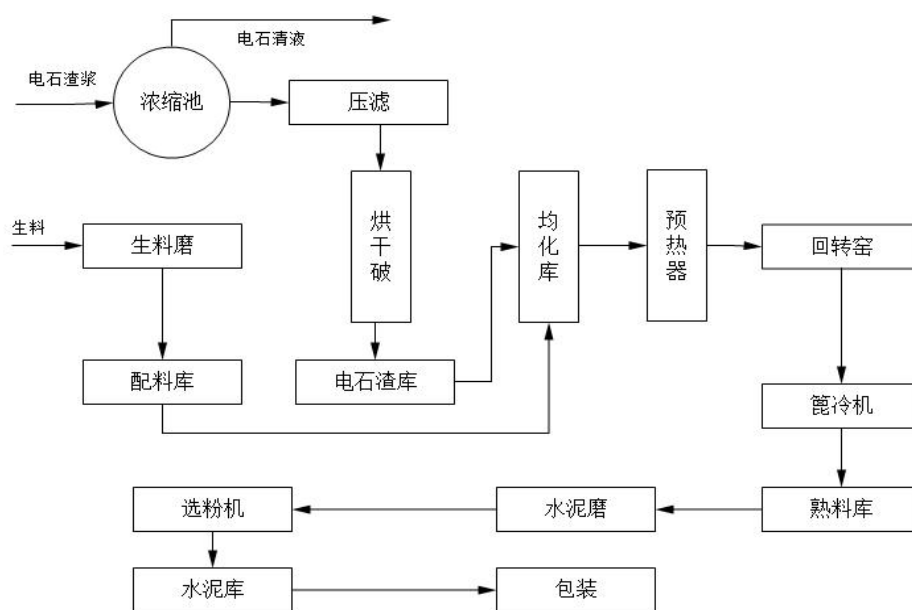 电石清液
电石渣浆
浓缩池
压滤
烘干破
均化库
预热器
生料
生料磨
回转窑
配料库
电石渣库
篦冷机
选粉机
水泥磨
熟料库
水泥库
包装